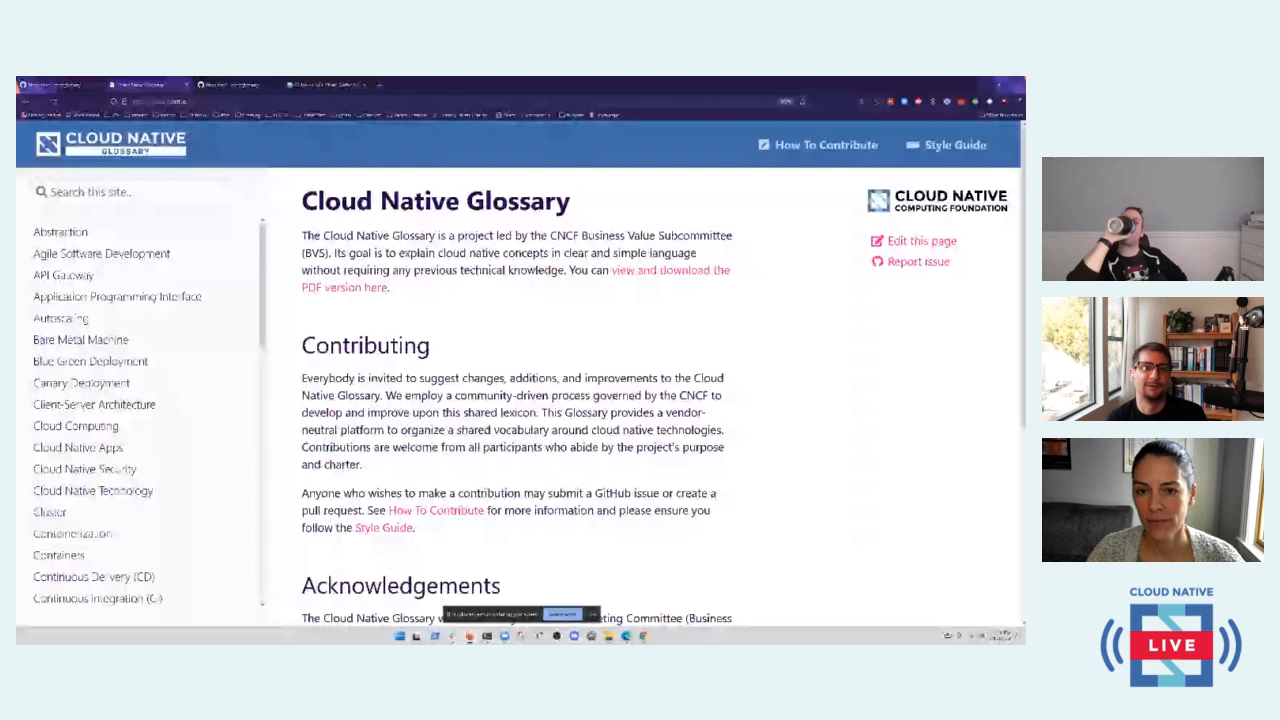 CLOUD NATIVE
GLOSSARY
How To Contribute
Style Guide
Search this site...
Abstraction
Agile Software Development
API Gateway
Application Programming Interface
Autoscaling
Bare Metal Machine
Blue Green Deployment
Canary Deployment
Client-Server Architecture
Cloud Computing
Cloud Native Apps
Cloud Native Security
Cloud Native Technology
Cluster
Containerization
Containers
Continuous Delivery (CD)
Continuous Integration (CI)
Cloud Native Glossary
The Cloud Native Glossary is a project led by the CNCF Business Value Subcommittee
(BVS). Its goal is to explain cloud native concepts in clear and simple language
without requiring any previous technical knowledge. You can view and download the
PDF version here.
Contributing
Everybody is invited to suggest changes, additions, and improvements to the Cloud
Native Glossary. We employ a community-driven process governed by the CNCF to
develop and improve upon this shared lexicon. This Glossary provides a vendor-
neutral platform to organize a shared vocabulary around cloud native technologies.
Contributions are welcome from all participants who abide by the project's purpose
and charter.
Anyone who wishes to make a contribution may submit a GitHub issue or create a
pull request. See How To Contribute for more information and please ensure you
follow the Style Guide.
Acknowledgements
The Cloud Native Glossary
Committee (Business
CLOUD NATIVE
COMPUTING FOUNDATION
Edit this page
Report issue
CLOUD NATIVE
LIVE